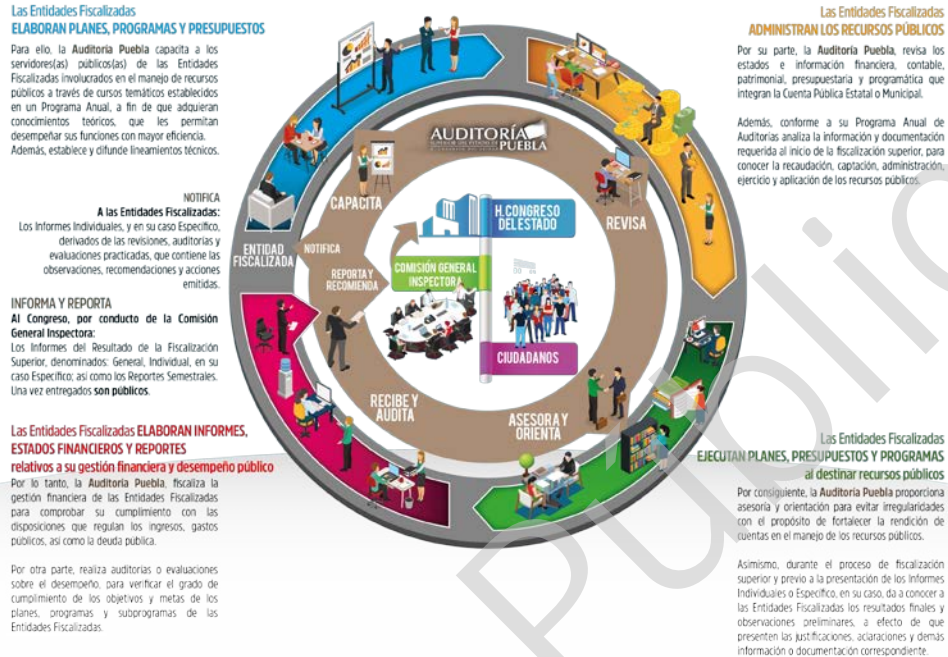 Las Entidades Fiscalizadas
ELABORAN PLANES, PROGRAMAS Y PRESUPUESTOS
Para ello, la Auditoría Puebla capacita a los
servidores(as) públicos(as) de las Entidades
Fiscalizadas involucrados en el manejo de recursos
públicos a través de cursos temáticos establecidos
en un Programa Anual, a fin de que adquieran
conocimientos teóricos, que les permitan
desempeñar sus funciones con mayor eficiencia.
Además, establece y difunde lineamientos técnicos.
NOTIFICA
A las Entidades Fiscalizadas:
Los Informes Individuales, y en su caso Específico,
derivados de las revisiones, auditorías y
evaluaciones practicadas, que contiene las
observaciones, recomendaciones y acciones
emitidas.
INFORMA Y REPORTA
Al Congreso, por conducto de la Comisión
General Inspectora:
Los Informes del Resultado de la Fiscalización
Superior, denominados: General, Individual, en su
caso Específico; así como los Reportes Semestrales.
Una vez entregados son públicos.
Las Entidades Fiscalizadas ELABORAN INFORMES,
ESTADOS FINANCIEROS Y REPORTES
relativos a su gestión financiera y desempeño público
Por lo tanto, la Auditoría Puebla, fiscaliza la
gestión financiera de las Entidades Fiscalizadas
para comprobar su cumplimiento con las
disposiciones que regulan los ingresos, gastos
públicos, así como la deuda pública.
Por otra parte, realiza auditorías o evaluaciones
sobre el desempeño, para verificar el grado de
cumplimiento de los objetivos y metas de los
planes, programas y subprogramas de las
Entidades Fiscalizadas.
AUDITORÍA
SUPERIOR DEL ESTADO DE PUEBLA
CAPACITA
REVISA
H. CONGRESO
DEL ESTADO
ENTIDAD
FISCALIZADA
NOTIFICA
REPORTA Y
RECOMIENDA
COMISIÓN GENERAL
INSPECTORA
CIUDADANOS
RECIBE Y
AUDITA
ASESORA Y
ORIENTA
Las Entidades Fiscalizadas
ADMINISTRAN LOS RECURSOS PÚBLICOS
Por su parte, la Auditoría Puebla, revisa los
estados e información financiera, contable,
patrimonial, presupuestaria y programática que
integran la Cuenta Pública Estatal o Municipal.
Además, conforme a su Programa Anual de
Auditorías analiza la información y documentación
requerida al inicio de la fiscalización superior, para
conocer la recaudación, captación, administración,
ejercicio y aplicación de los recursos públicos.
Las Entidades Fiscalizadas
EJECUTAN PLANES, PRESUPUESTOS Y PROGRAMAS
al destinar recursos públicos
Por consiguiente, la Auditoría Puebla proporciona
asesoría y orientación para evitar irregularidades
con el propósito de fortalecer la rendición de
cuentas en el manejo de los recursos públicos.
Asimismo, durante el proceso de fiscalización
superior y previo a la presentación de los Informes
Individuales o Específico, en su caso, da a conocer a
las Entidades Fiscalizadas los resultados finales y
observaciones preliminares, a efecto de que
presenten las justificaciones, aclaraciones y demás
información o documentación correspondiente.
Public